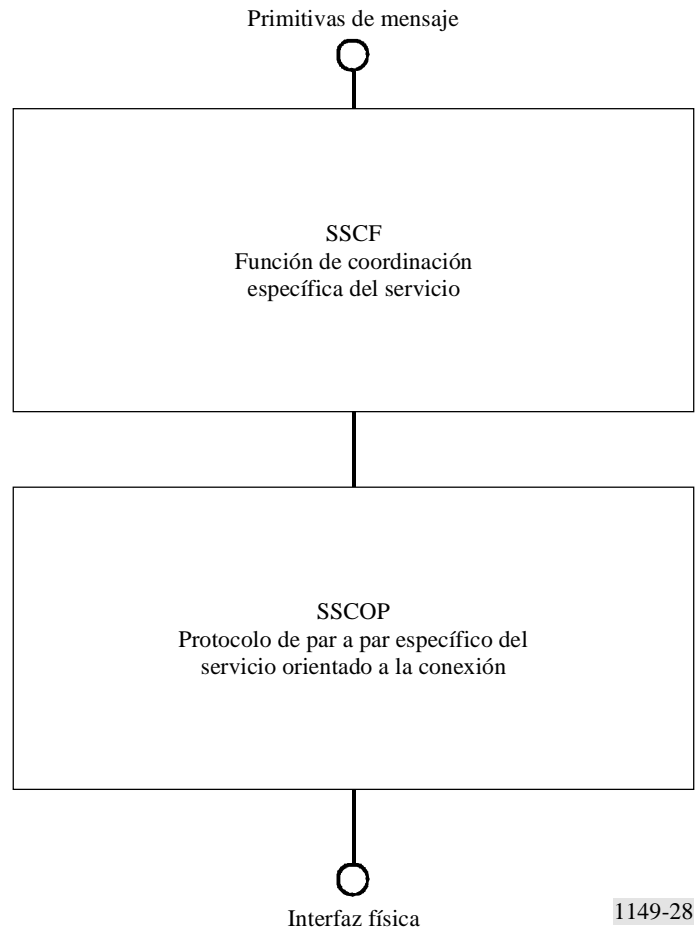 Primitivas de mensaje
SSCF
Función de coordinación
específica del servicio
SSCOP
Protocolo de par a par específico del
servicio orientado a la conexión
Interfaz física
1149-28